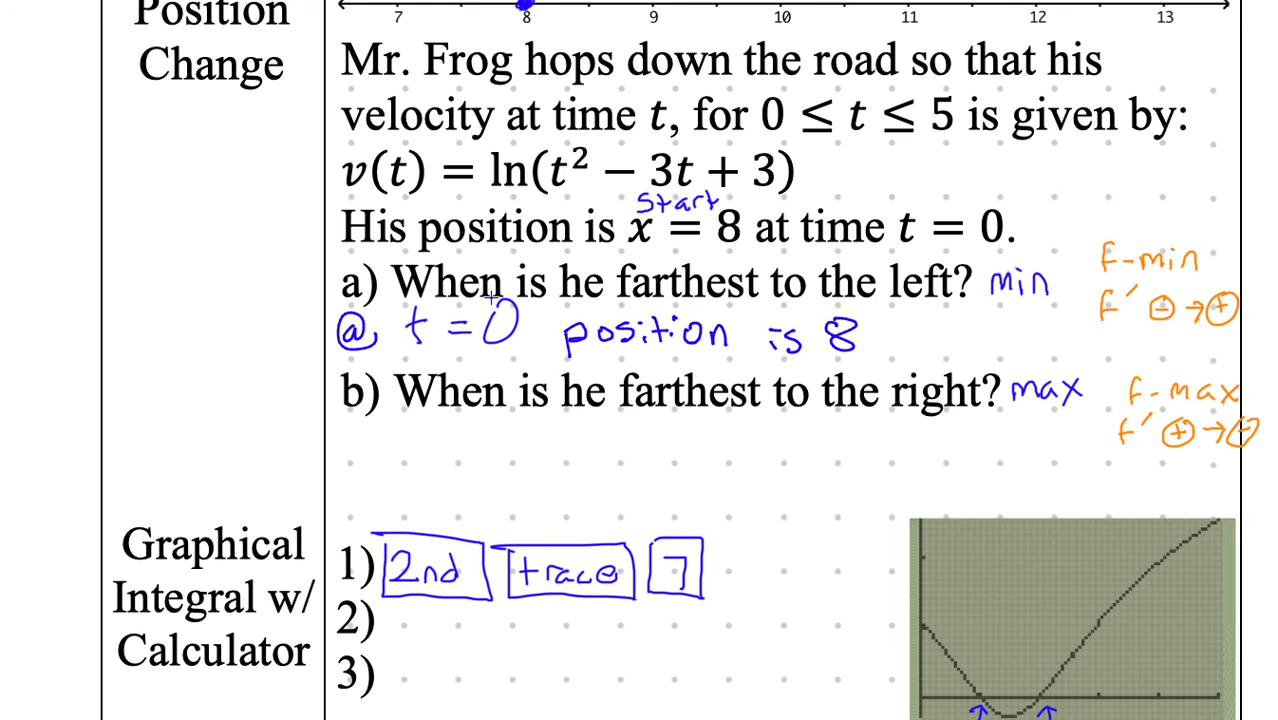 Position
Change
7 8 9 10 11 12 13
Mr. Frog hops down the road so that his
velocity at time t, for 0 ≤ t ≤ 5 is given by:
v(t) = ln(t² − 3t + 3)
start
His position is x = 8 at time t = 0.
a) When is he farthest to the left? min
f-min
f′ ⊖→⊕
@ t = 0 position is 8
b) When is he farthest to the right? max
f-max
f′ ⊕→⊖
Graphical
Integral w/
Calculator
1) 2nd trace 7
2)
3)